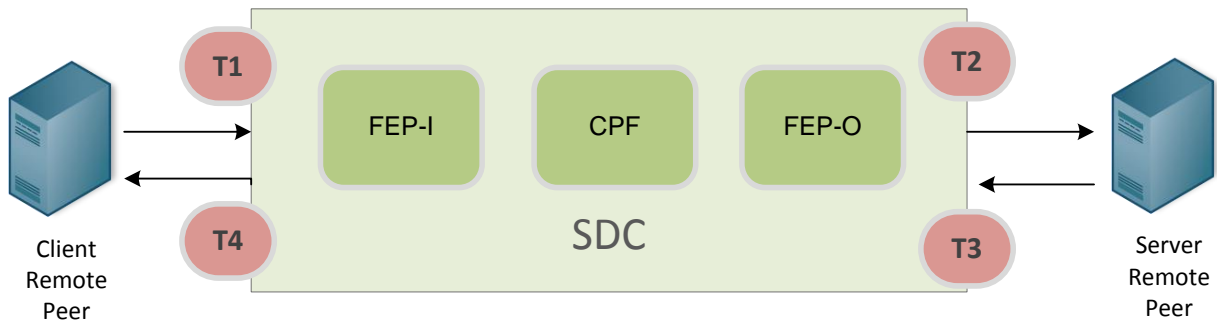 T1
T2
FEP-I
CPF
FEP-O
T4
SDC
T3
Client
Remote
Peer
Server
Remote
Peer